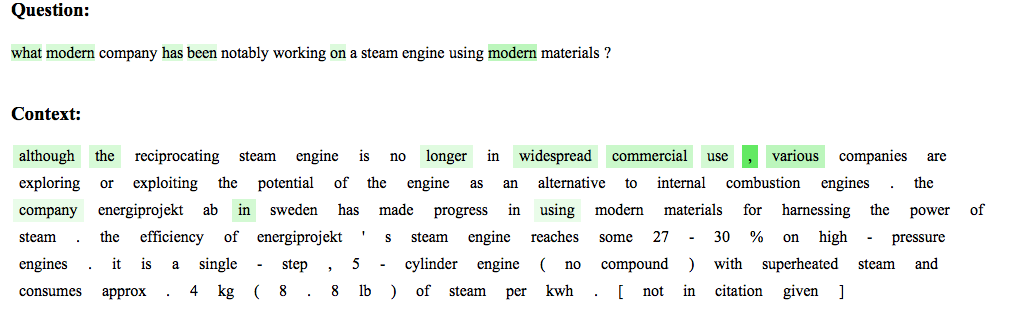 Question:
what modern company has been notably working on a steam engine using modern materials ?
Context:
although the reciprocating steam engine is no longer in widespread commercial use , various companies are
exploring or exploiting the potential of the engine as an alternative to internal combustion engines . the
company energiprojekt ab in sweden has made progress in using modern materials for harnessing the power of
steam . the efficiency of energiprojekt ' s steam engine reaches some 27 - 30 % on high - pressure
engines . it is a single - step , 5 - cylinder engine ( no compound ) with superheated steam and
consumes approx . 4 kg ( 8 . 8 lb ) of steam per kwh . [ not in citation given ]